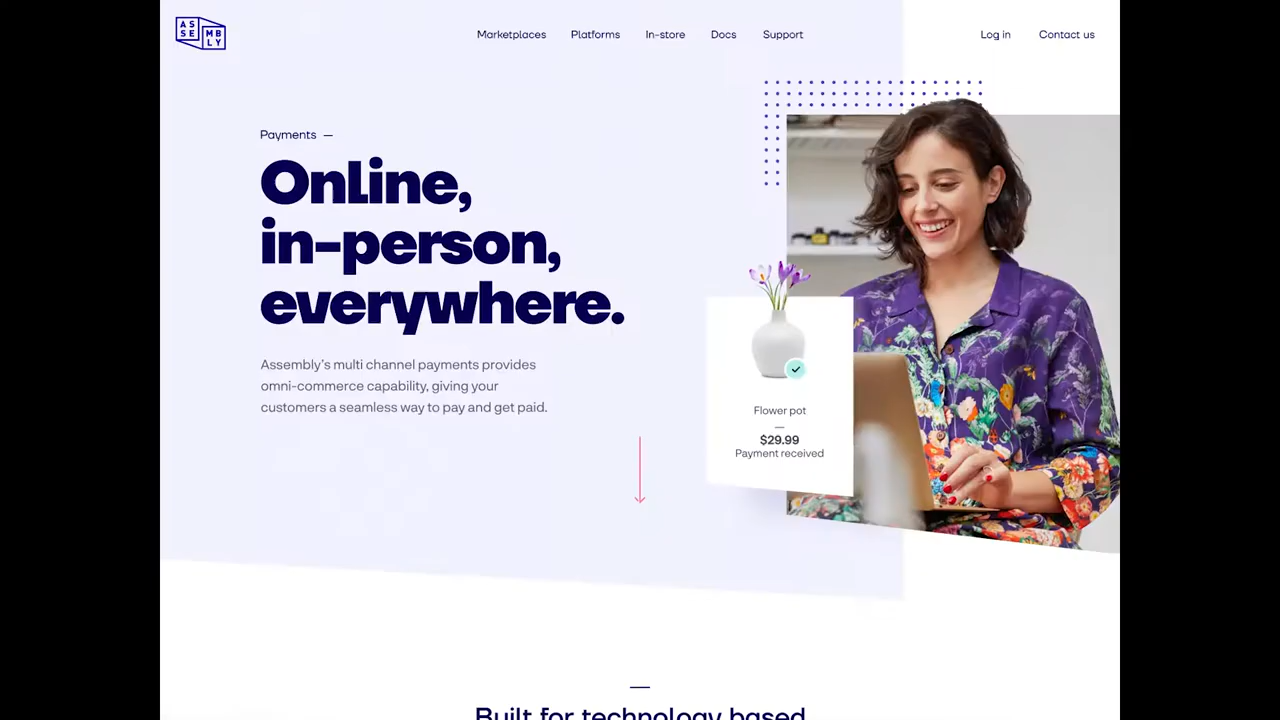 AS
SE
MB
LY
Marketplaces
Platforms
In-store
Docs
Support
Log in
Contact us
Payments —
Online,
in-person,
everywhere.
Assembly's multi channel payments provides
omni-commerce capability, giving your
customers a seamless way to pay and get paid.
Flower pot
—
$29.99
Payment received
Built for technology based